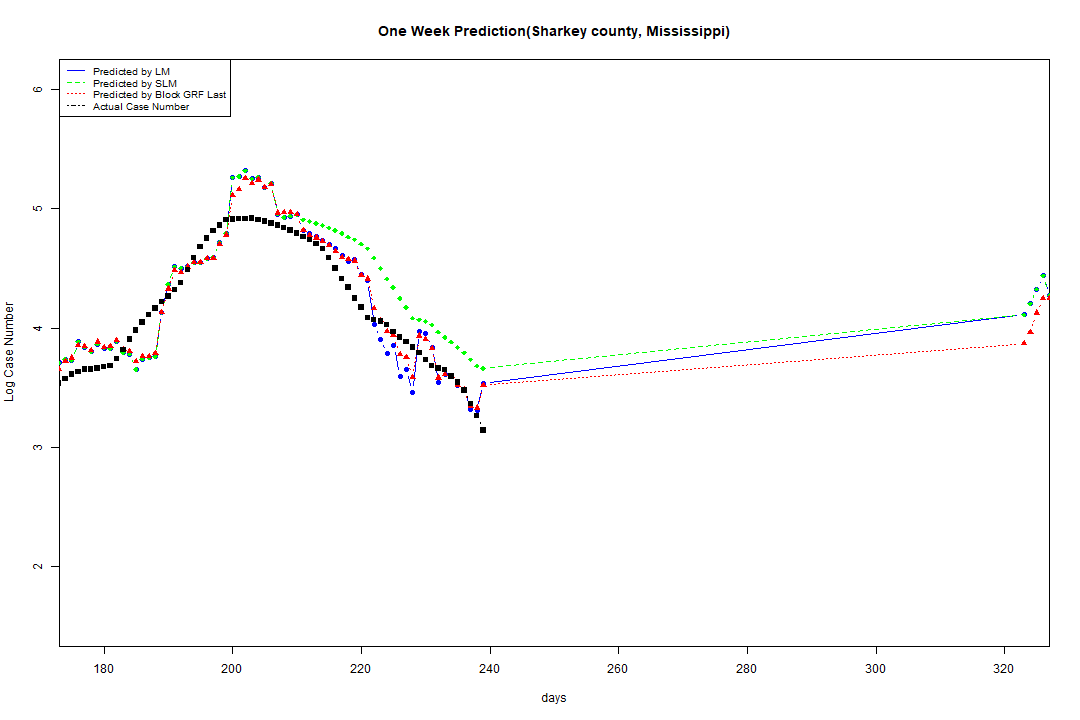 One Week Prediction(Sharkey county, Mississippi)
Predicted by LM
Predicted by SLM
Predicted by Block GRF Last
Actual Case Number
6
5
4
3
2
Log Case Number
180 200 220 240 260 280 300 320
days